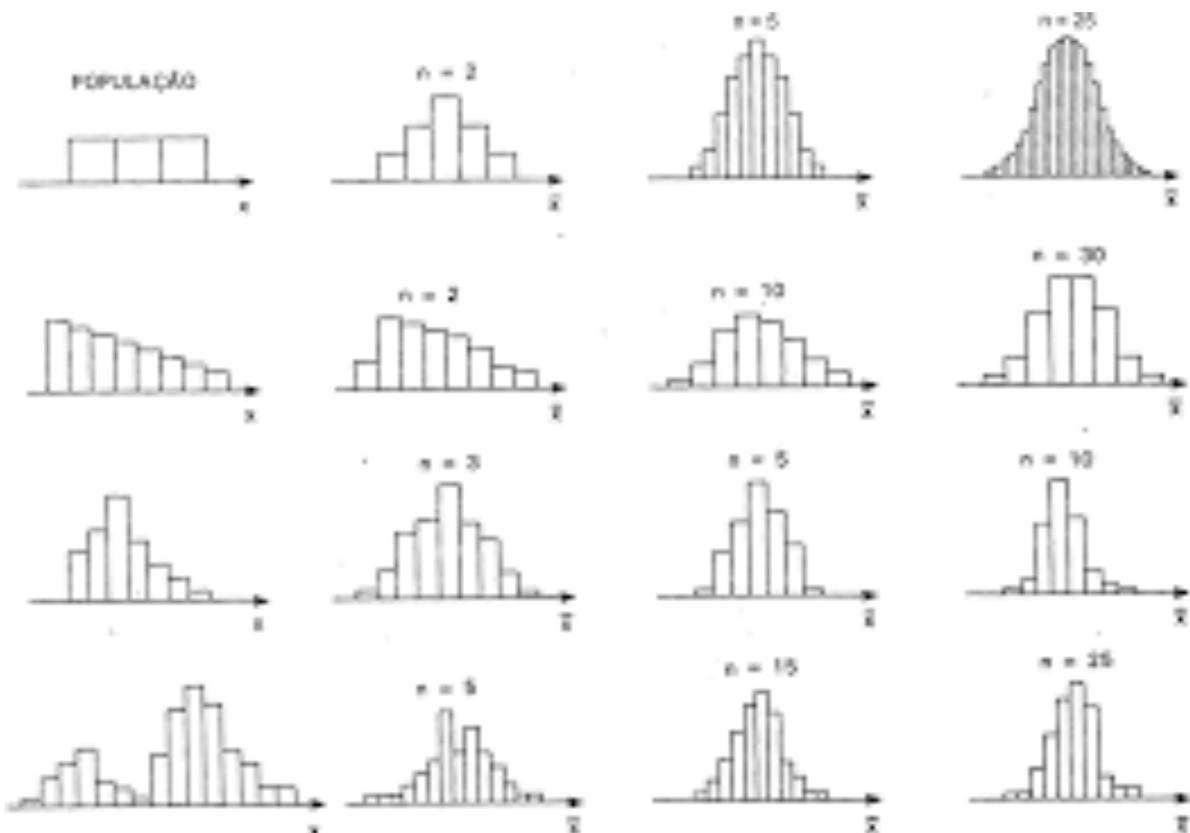 POPULAÇÃO
n = 2
n = 5
n = 25
x
x̄
x̄
x̄
n = 2
n = 10
n = 30
x
x̄
x̄
x̄
n = 3
n = 5
n = 10
x̄
x̄
n = 5
n = 15
n = 25
x
x̄
x̄